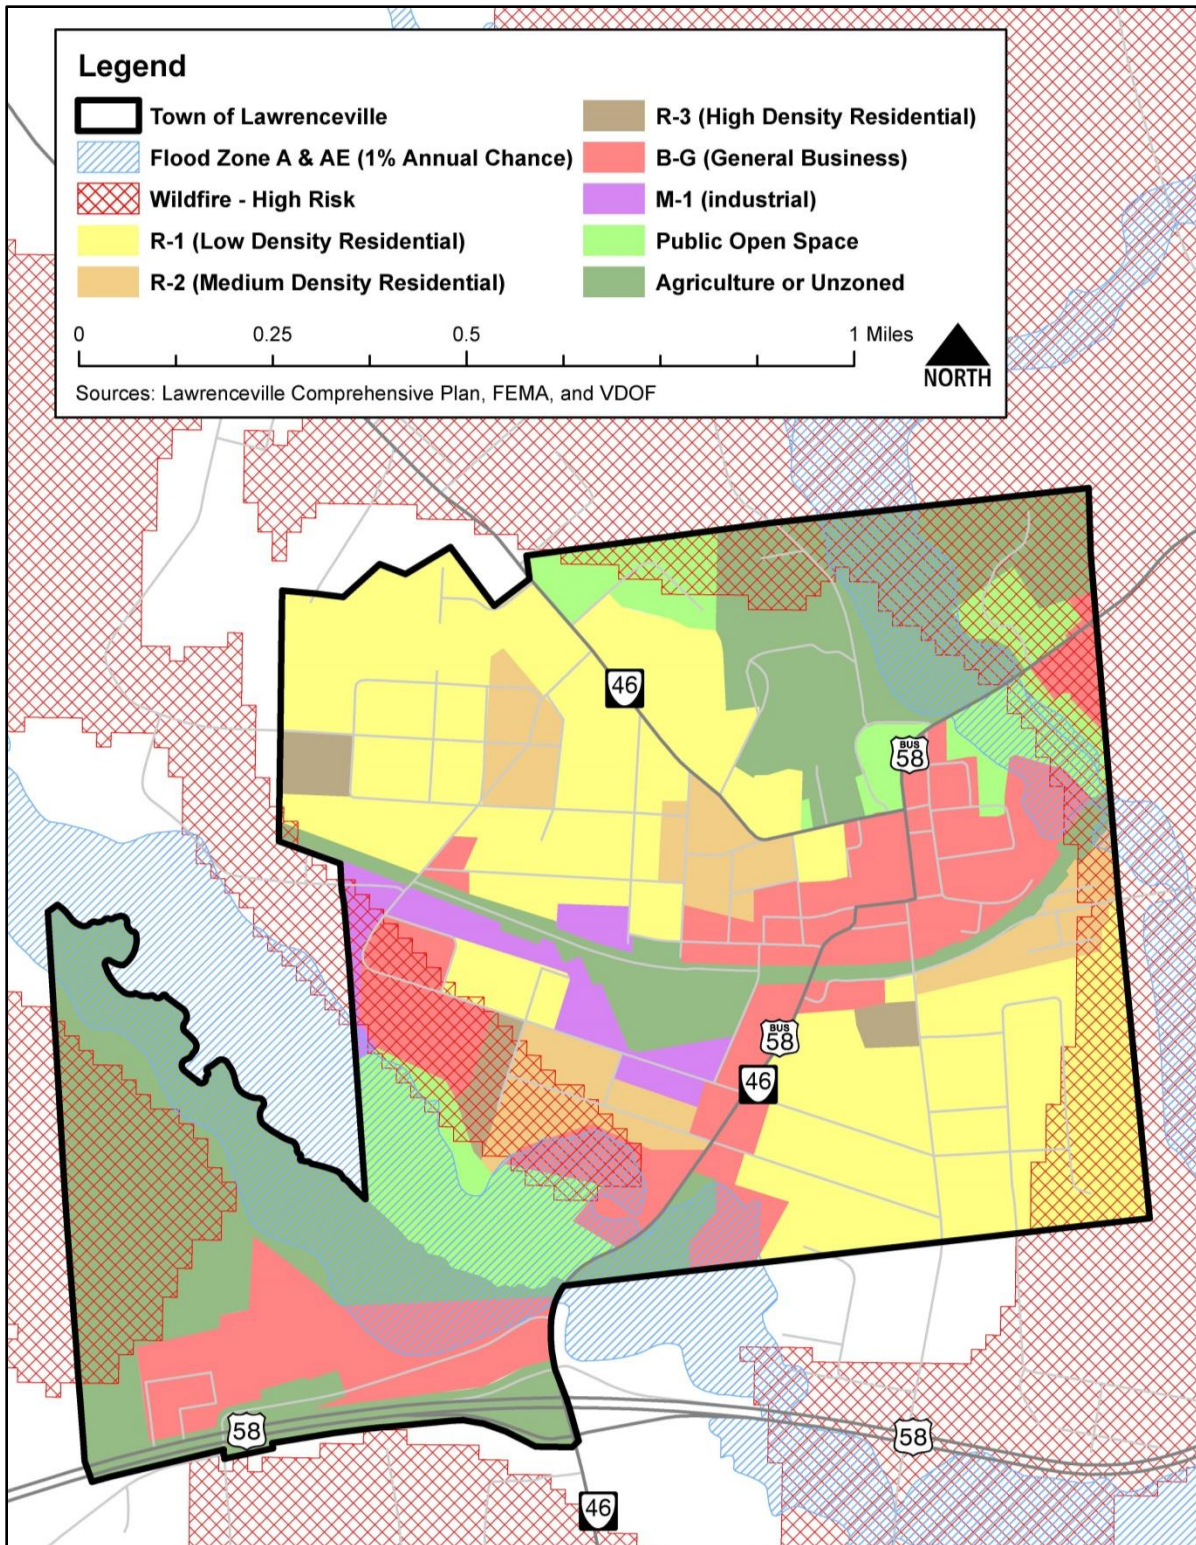 Legend
Town of Lawrenceville
Flood Zone A & AE (1% Annual Chance)
Wildfire - High Risk
R-1 (Low Density Residential)
R-2 (Medium Density Residential)
R-3 (High Density Residential)
B-G (General Business)
M-1 (industrial)
Public Open Space
Agriculture or Unzoned
0 0.25 0.5 1 Miles
NORTH
Sources: Lawrenceville Comprehensive Plan, FEMA, and VDOF
46
BUS
58
BUS
58
46
58
58
46